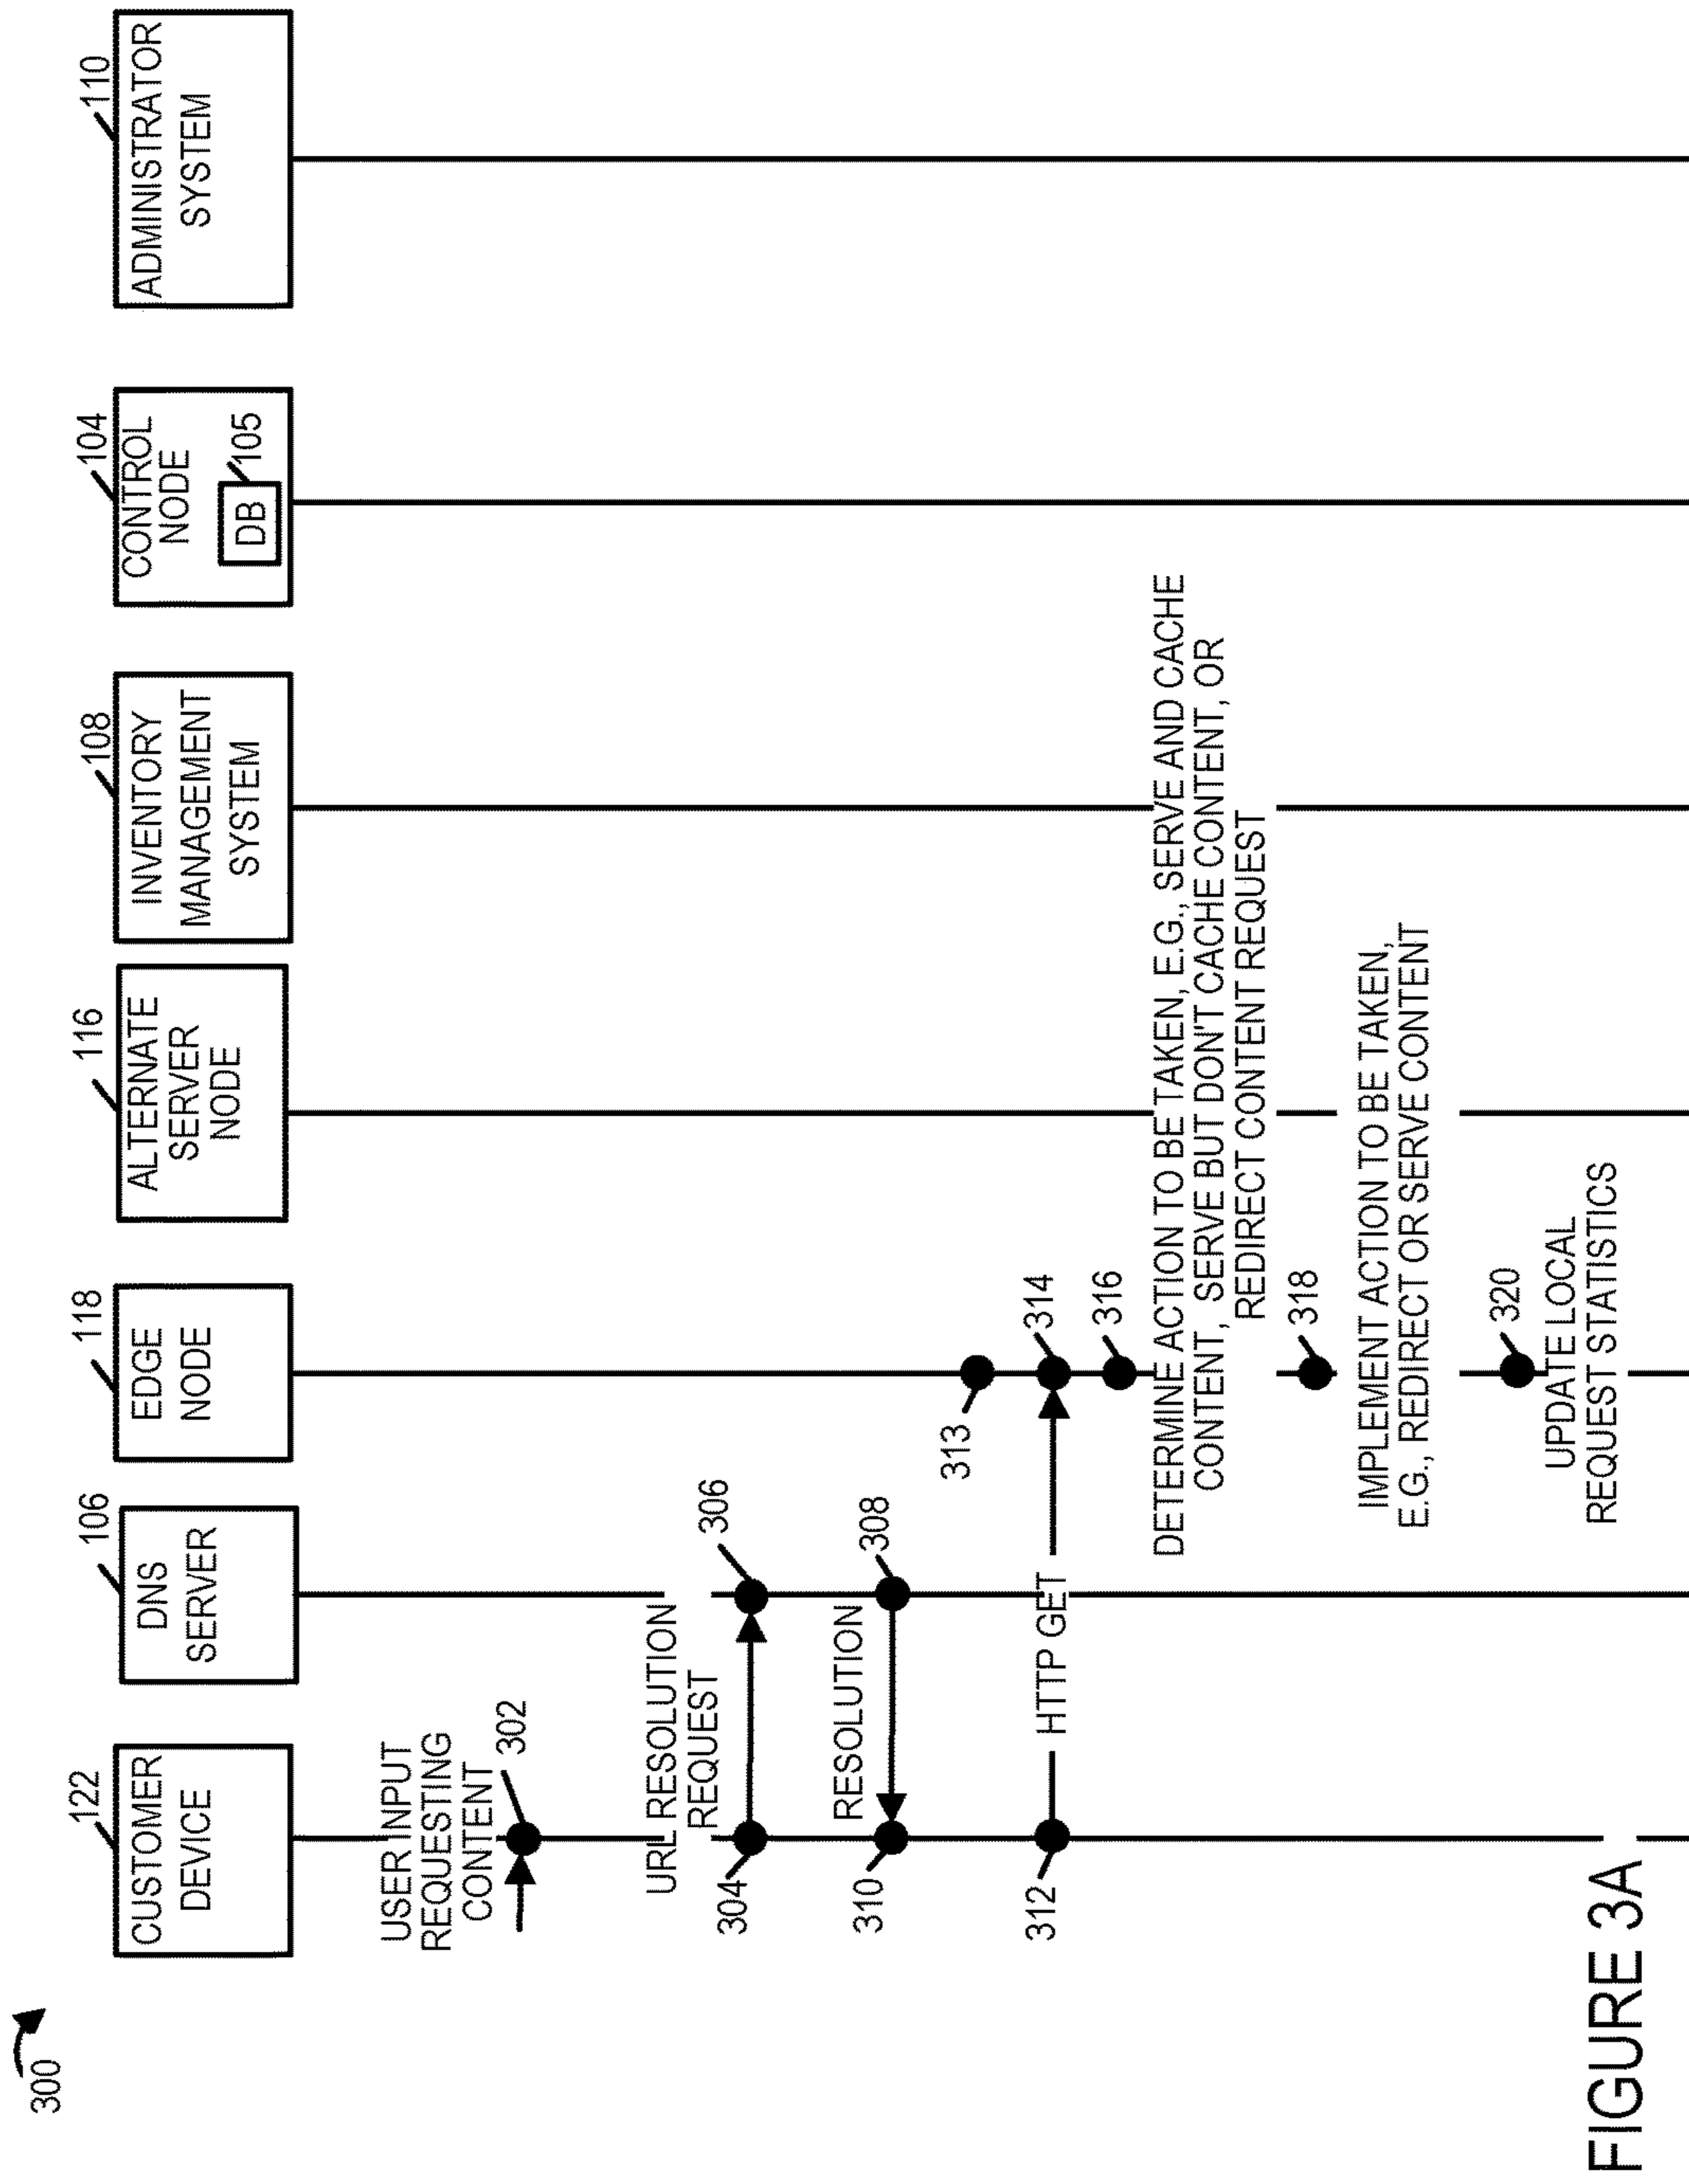 300
122
CUSTOMER
DEVICE
106
DNS
SERVER
118
EDGE
NODE
116
ALTERNATE
SERVER
NODE
108
INVENTORY
MANAGEMENT
SYSTEM
104
CONTROL
NODE
DB
105
110
ADMINISTRATOR
SYSTEM
USER INPUT
REQUESTING
CONTENT
302
URL RESOLUTION
REQUEST
304
306
RESOLUTION
308
310
313
312
HTTP GET
314
316
DETERMINE ACTION TO BE TAKEN, E.G., SERVE AND CACHE
CONTENT, SERVE BUT DON'T CACHE CONTENT, OR
REDIRECT CONTENT REQUEST
318
IMPLEMENT ACTION TO BE TAKEN,
E.G., REDIRECT OR SERVE CONTENT
320
UPDATE LOCAL
REQUEST STATISTICS
FIGURE 3A